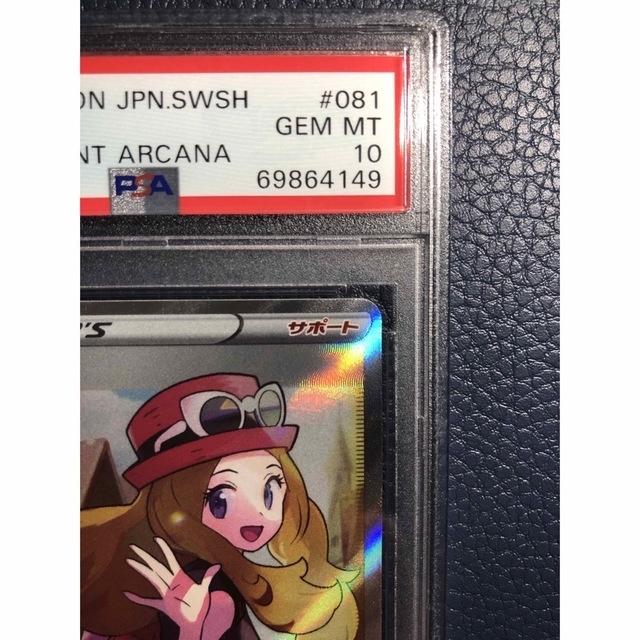 ON JPN.SWSH #081
GEM MT
NT ARCANA 10
PSA 69864149
'S サポート